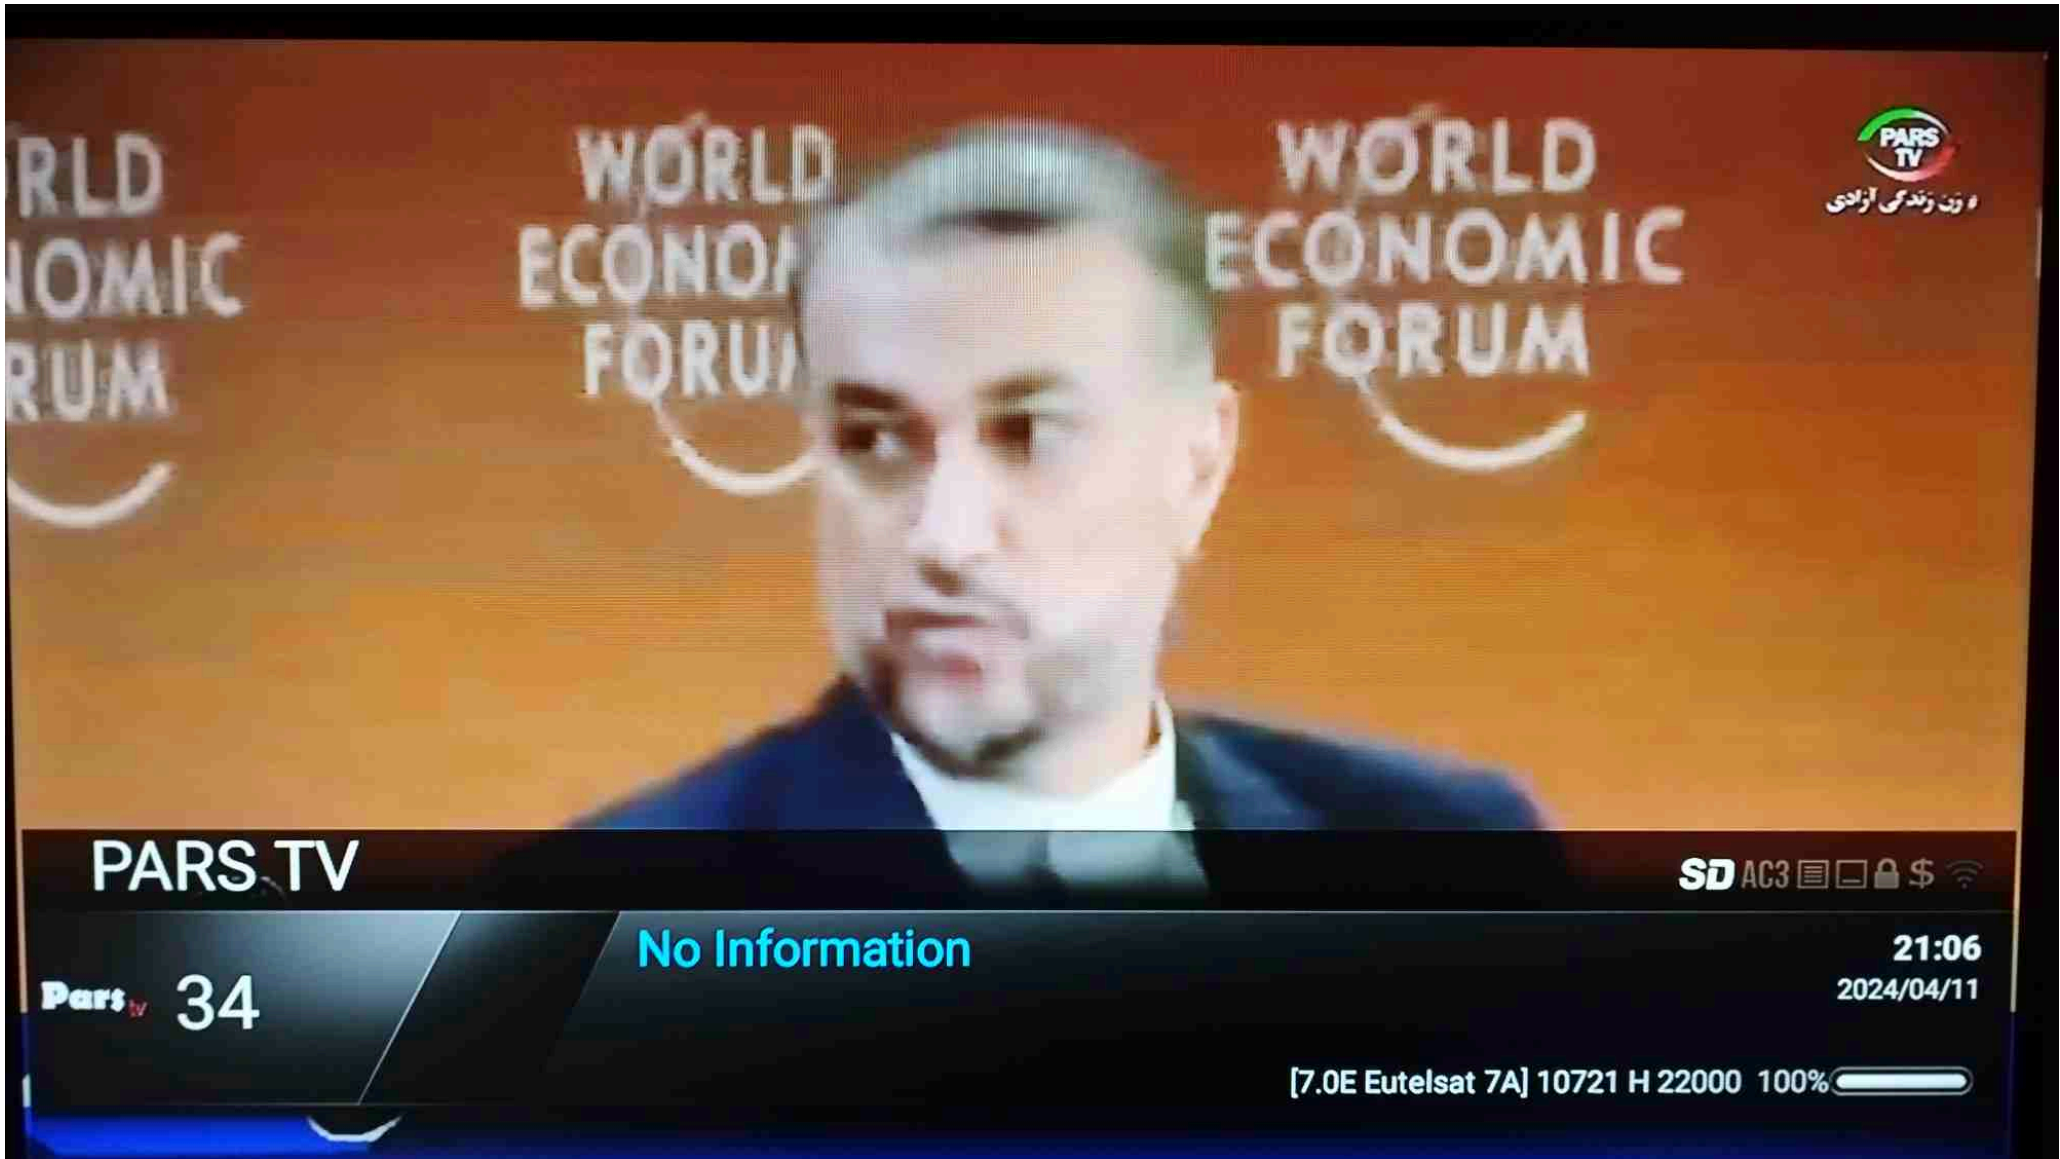 RLD
NOMIC
RUM
WORLD
ECONO
FORU
WORLD
ECONOMIC
FORUM
PARS
TV
# زن زندگی آزادی
PARS TV
SD AC3 $
No Information
21:06
2024/04/11
Pars tv 34
[7.0E Eutelsat 7A] 10721 H 22000 100%